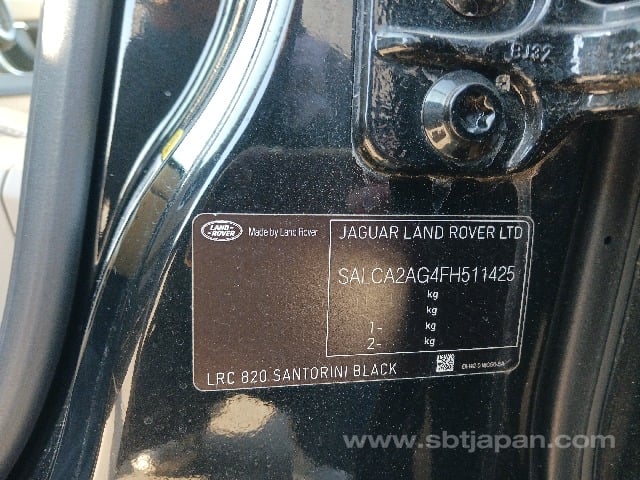 BJ32
LAND-
-ROVER
Made by Land Rover
JAGUAR LAND ROVER LTD
SALCA2AG4FH511425
kg
kg
1- kg
2- kg
LRC 820 SANTORINI BLACK
www.sbtjapan.com